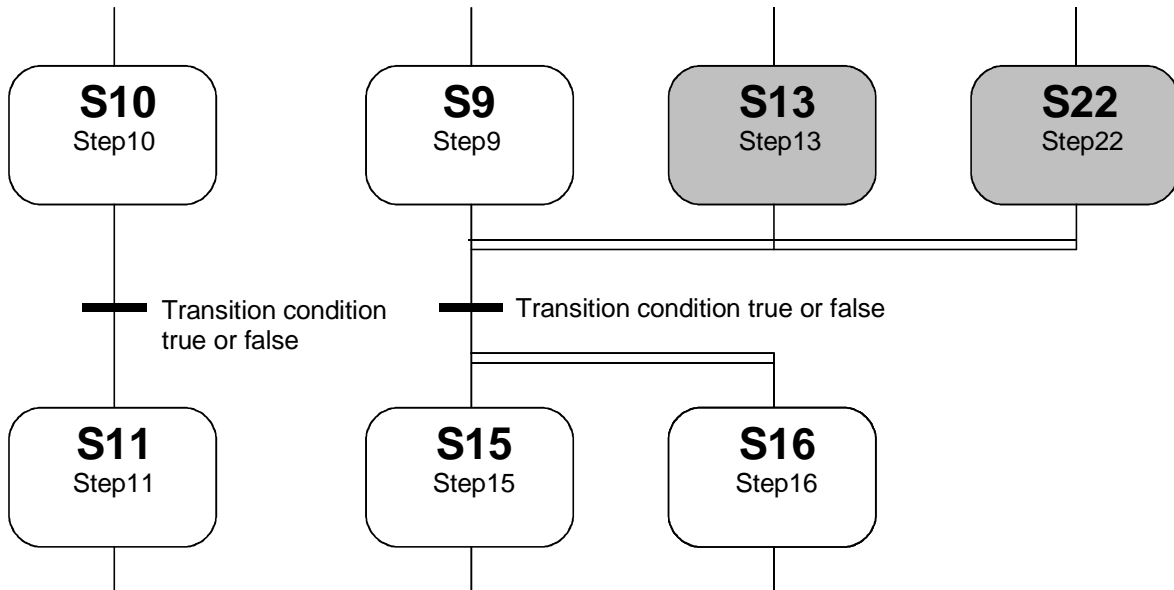 S10
Step10
S9
Step9
S13
Step13
S22
Step22
Transition condition
true or false
Transition condition true or false
S11
Step11
S15
Step15
S16
Step16